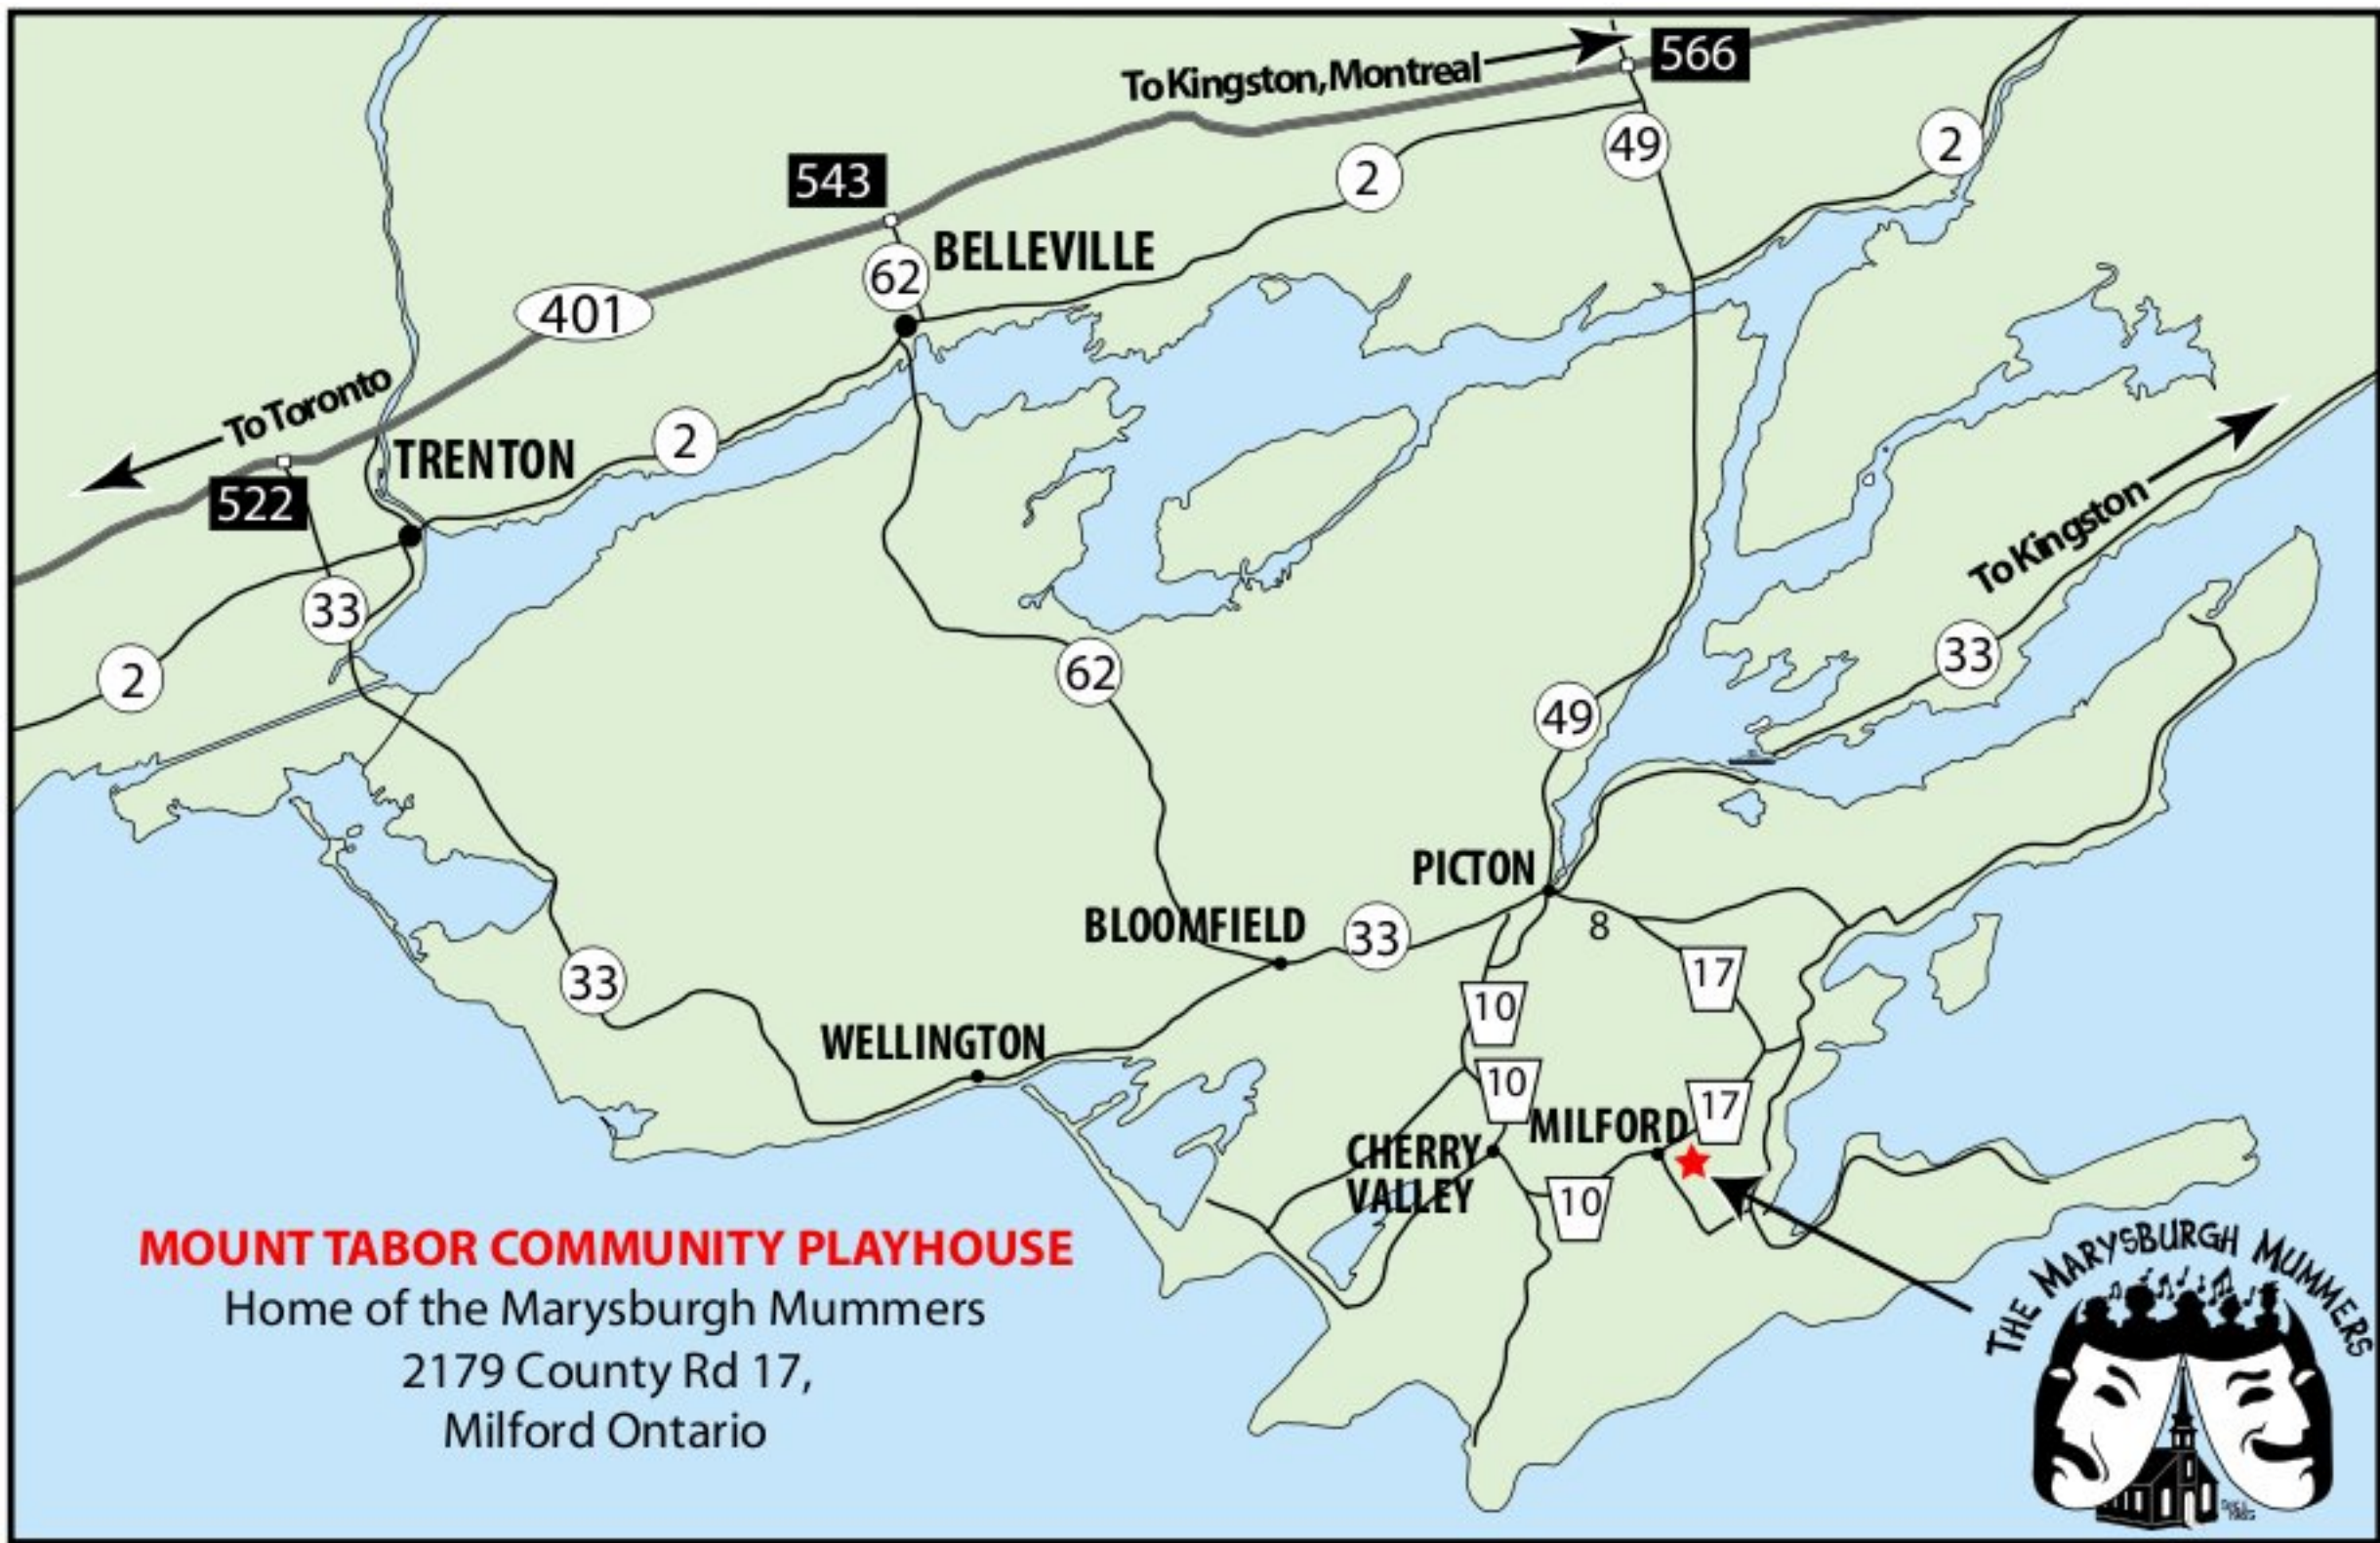 To Kingston, Montreal
566
49
2
2
543
BELLEVILLE
62
401
To Toronto
TRENTON
2
522
To Kingston
33
33
2
62
49
PICTON
BLOOMFIELD
33
8
33
17
10
WELLINGTON
10
17
MILFORD
CHERRY
VALLEY
10
MOUNT TABOR COMMUNITY PLAYHOUSE
Home of the Marysburgh Mummers
2179 County Rd 17,
Milford Ontario
THE MARYSBURGH MUMMERS